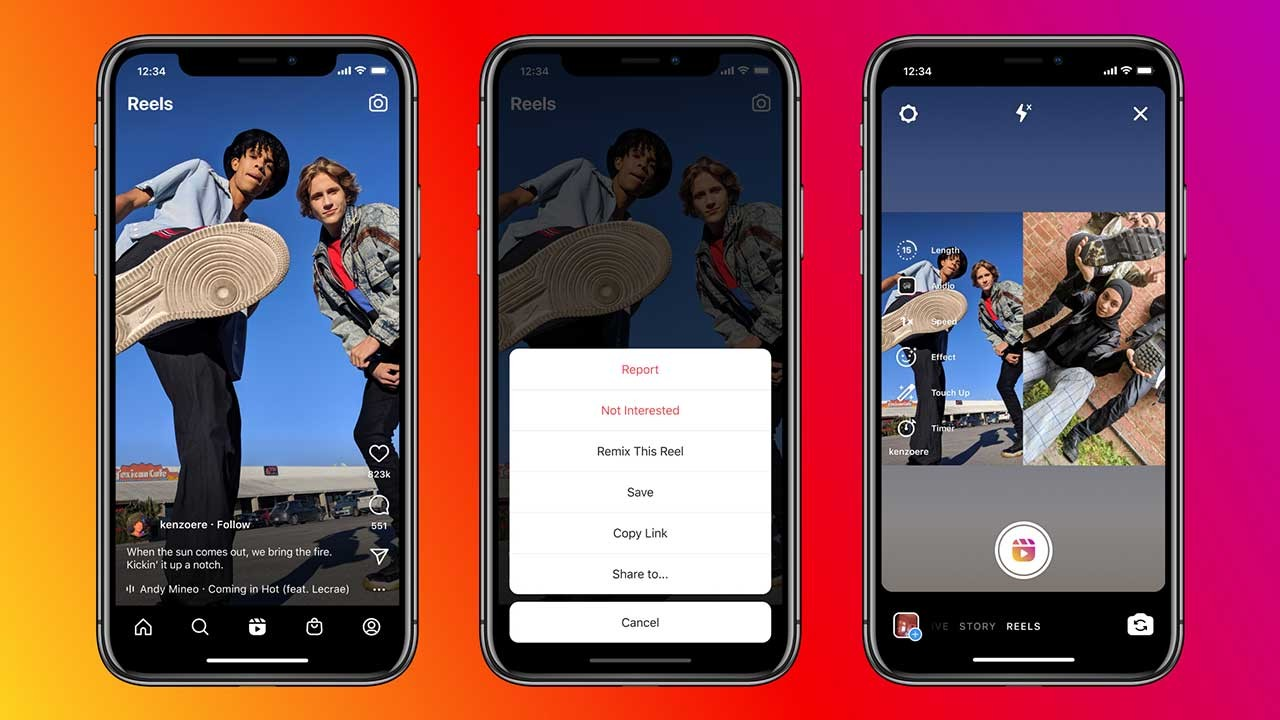 12:34
Reels
823k
551
kenzoere · Follow
When the sun comes out, we bring the fire.
Kickin' it up a notch.
Andy Mineo · Coming in Hot (feat. Lecrae)
12:34
Reels
Report
Not Interested
Remix This Reel
Save
Copy Link
Share to...
Cancel
12:34
15 Length
Audio
1x Speed
Effect
Touch Up
Timer
kenzoere
STORY REELS